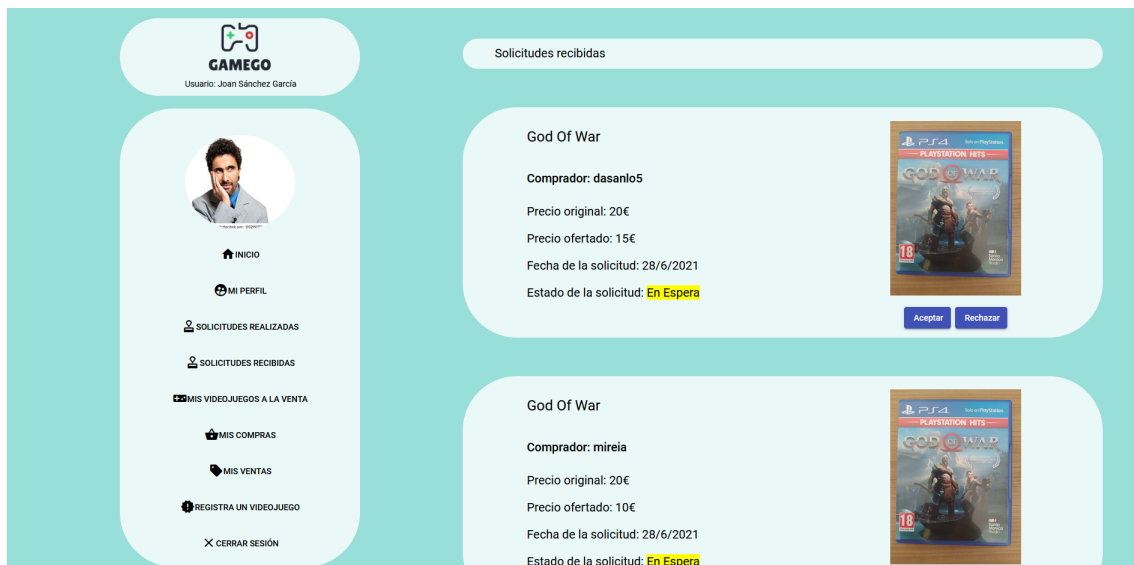 GAMEGO
Usuario: Joan Sánchez García
INICIO
MI PERFIL
SOLICITUDES REALIZADAS
SOLICITUDES RECIBIDAS
MIS VIDEOJUEGOS A LA VENTA
MIS COMPRAS
MIS VENTAS
REGISTRA UN VIDEOJUEGO
CERRAR SESIÓN
Solicitudes recibidas
God Of War
Comprador: dasanlo5
Precio original: 20€
Precio ofertado: 15€
Fecha de la solicitud: 28/6/2021
Estado de la solicitud: En Espera
PS4
PLAYSTATION HITS
GOD OF WAR
18
Aceptar Rechazar
God Of War
Comprador: mireia
Precio original: 20€
Precio ofertado: 10€
Fecha de la solicitud: 28/6/2021
Estado de la solicitud: En Espera
PS4
PLAYSTATION HITS
GOD OF WAR
18